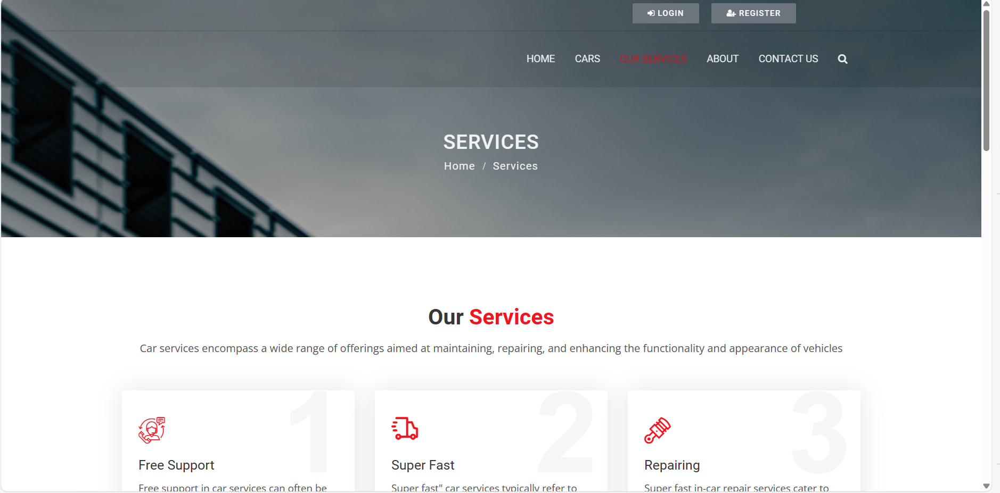 LOGIN REGISTER
HOME CARS OUR SERVICES ABOUT CONTACT US
SERVICES
Home / Services
Our Services
Car services encompass a wide range of offerings aimed at maintaining, repairing, and enhancing the functionality and appearance of vehicles
1
Free Support
Free support in car services can often be
2
Super Fast
Super fast" car services typically refer to
3
Repairing
Super fast in-car repair services cater to